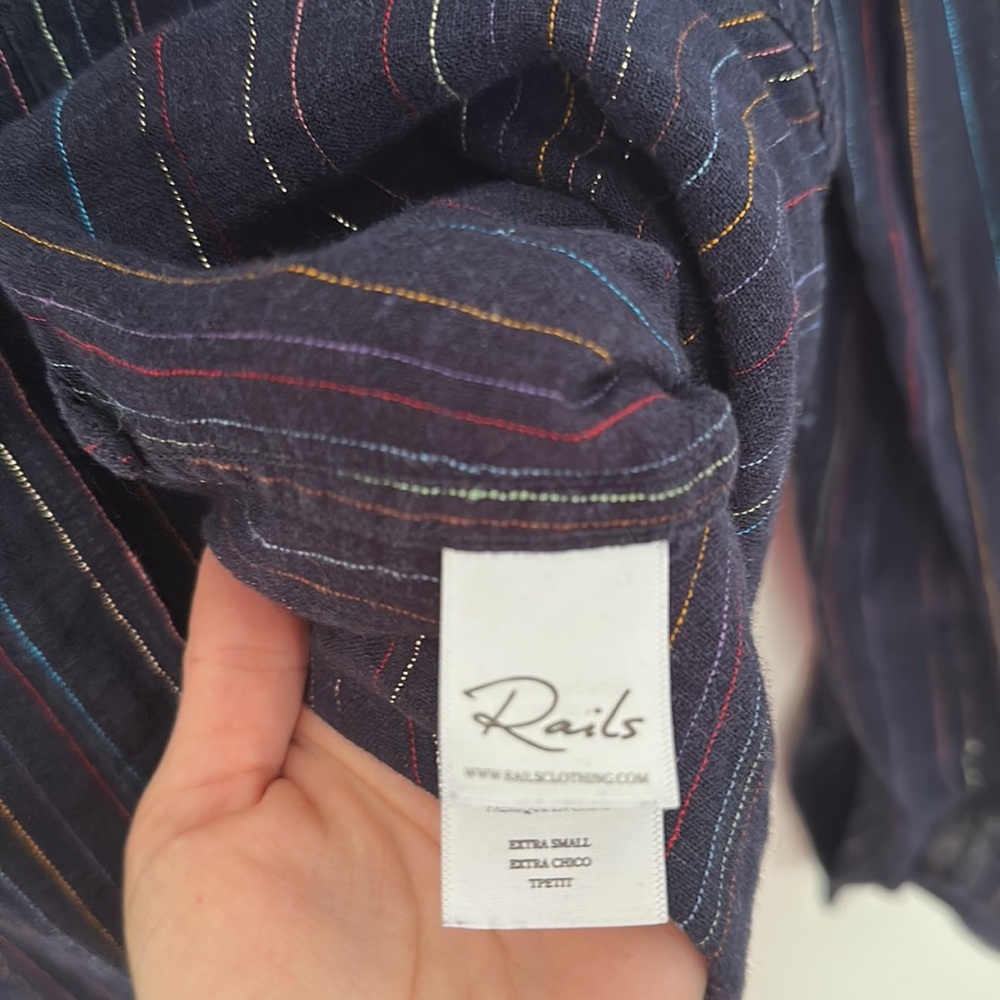 Rails
WWW.RAILSCLOTHING.COM
EXTRA SMALL
EXTRA CHICO
TPETIT